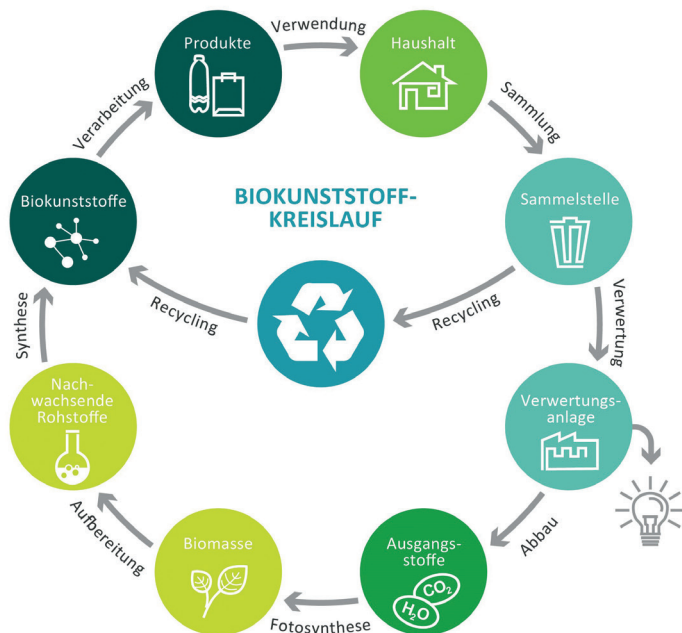 Verwendung
Produkte
Haushalt
Verarbeitung
Sammlung
BIOKUNSTSTOFF-
KREISLAUF
Biokunststoffe
Sammelstelle
Recycling
Recycling
Synthese
Verwertung
Nach-
wachsende
Rohstoffe
Verwertungs-
anlage
Aufbereitung
Abbau
Biomasse
Ausgangs-
stoffe
CO₂
H₂O
Fotosynthese